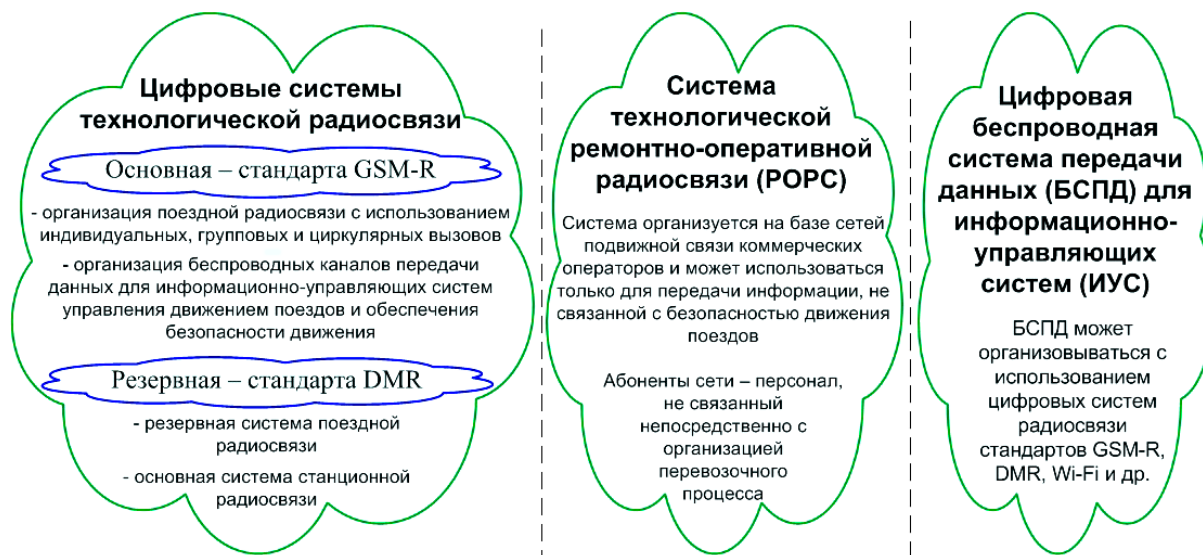 Цифровые системы
технологической радиосвязи
Основная – стандарта GSM-R
- организация поездной радиосвязи с использованием
индивидуальных, групповых и циркулярных вызовов
- организация беспроводных каналов передачи
данных для информационно-управляющих систем
управления движением поездов и обеспечения
безопасности движения
Резервная – стандарта DMR
- резервная система поездной
радиосвязи
- основная система станционной
радиосвязи
Система
технологической
ремонтно-оперативной
радиосвязи (РОРС)
Система организуется на базе сетей
подвижной связи коммерческих
операторов и может использоваться
только для передачи информации, не
связанной с безопасностью движения
поездов
Абоненты сети – персонал,
не связанный
непосредственно с
организацией
перевозочного
процесса
Цифровая
беспроводная
система передачи
данных (БСПД) для
информационно-
управляющих
систем (ИУС)
БСПД может
организовываться с
использованием
цифровых систем
радиосвязи
стандартов GSM-R,
DMR, Wi-Fi и др.